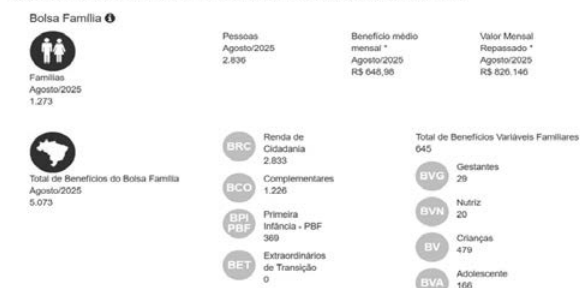 Bolsa Família
Famílias
Agosto/2025
1.273
Pessoas
Agosto/2025
2.836
Benefício médio
mensal *
Agosto/2025
R$ 648,98
Valor Mensal
Repassado *
Agosto/2025
R$ 826.146
Total de Benefícios do Bolsa Família
Agosto/2025
5.073
BRC
Renda de
Cidadania
2.833
BCO
Complementares
1.226
BPI
PBF
Primeira
Infância - PBF
369
BET
Extraordinários
de Transição
0
Total de Benefícios Variáveis Familiares
645
BVG
Gestantes
29
BVN
Nutriz
20
BV
Crianças
479
BVA
Adolescente
166